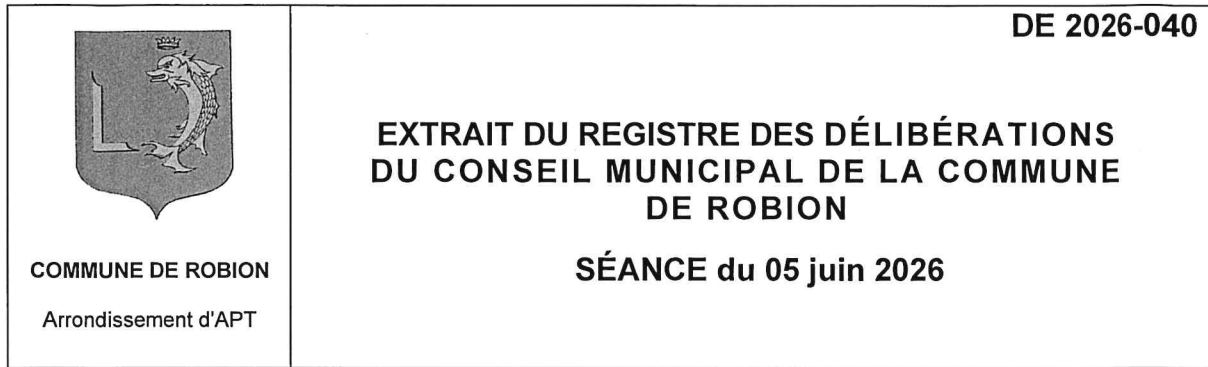 COMMUNE DE ROBION
Arrondissement d'APT
DE 2026-040
EXTRAIT DU REGISTRE DES DÉLIBÉRATIONS
DU CONSEIL MUNICIPAL DE LA COMMUNE
DE ROBION
SÉANCE du 05 juin 2026